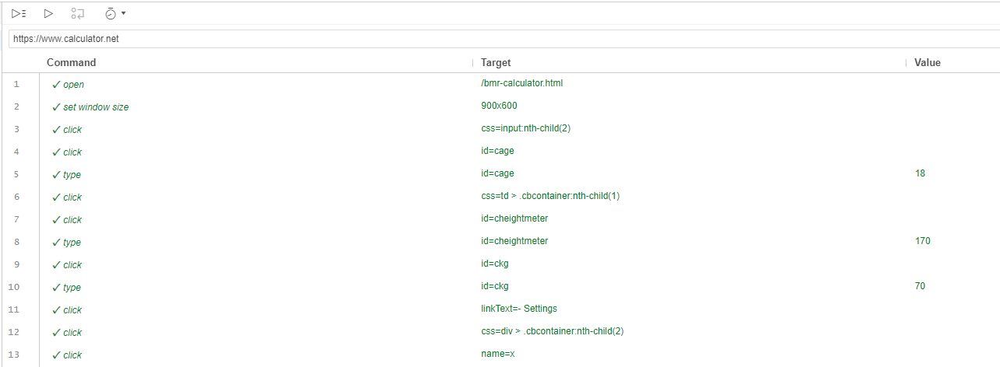 https://www.calculator.net
Command Target Value
1 ✓ open /bmr-calculator.html
2 ✓ set window size 900x600
3 ✓ click css=input:nth-child(2)
4 ✓ click id=cage
5 ✓ type id=cage 18
6 ✓ click css=td > .cbcontainer:nth-child(1)
7 ✓ click id=cheightmeter
8 ✓ type id=cheightmeter 170
9 ✓ click id=ckg
10 ✓ type id=ckg 70
11 ✓ click linkText=- Settings
12 ✓ click css=div > .cbcontainer:nth-child(2)
13 ✓ click name=x